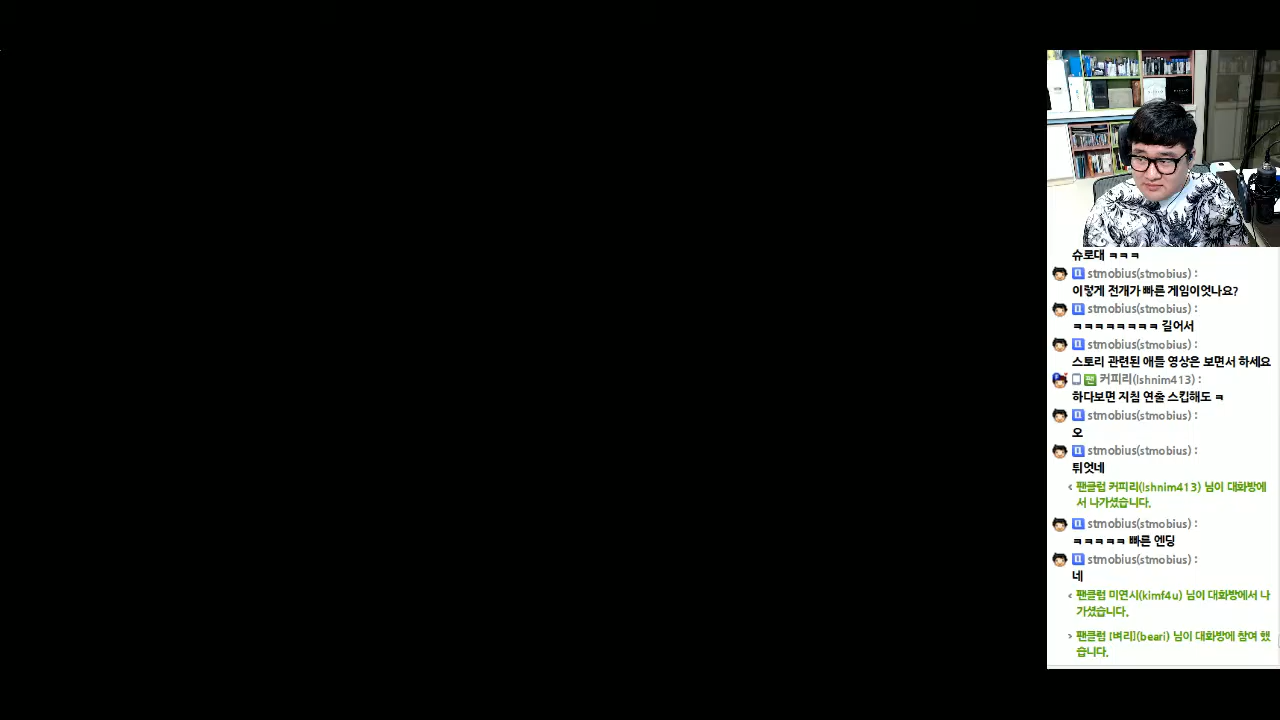 슈로대 ㅋㅋㅋ
stmobius(stmobius) :
이렇게 전개가 빠른 게임이엇나요?
stmobius(stmobius) :
ㅋㅋㅋㅋㅋㅋㅋㅋ 길어서
stmobius(stmobius) :
스토리 관련된 애들 영상은 보면서 하세요
팬 커피리(lshnim413) :
하다보면 지침 연출 스킵해도 ㅋ
stmobius(stmobius) :
오
stmobius(stmobius) :
튀엇네
팬클럽 커피리(lshnim413) 님이 대화방에
서 나가셨습니다.
stmobius(stmobius) :
ㅋㅋㅋㅋㅋ 빠른 엔딩
stmobius(stmobius) :
네
팬클럽 미연시(kimf4u) 님이 대화방에서 나
가셨습니다.
팬클럽 [벼리](beari) 님이 대화방에 참여 했
습니다.